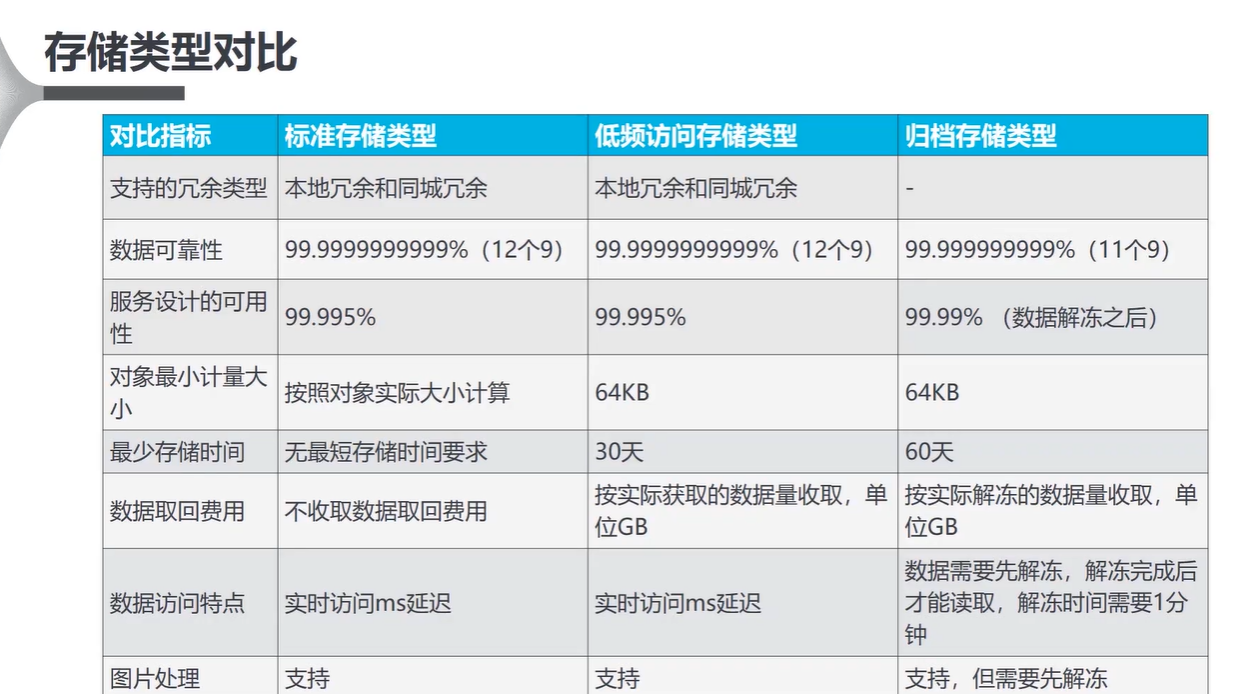 存储类型对比
对比指标 标准存储类型 低频访问存储类型 归档存储类型
支持的冗余类型 本地冗余和同城冗余 本地冗余和同城冗余 -
数据可靠性 99.9999999999%（12个9） 99.9999999999%（12个9） 99.999999999%（11个9）
服务设计的可用
性
99.995% 99.995% 99.99% （数据解冻之后）
对象最小计量大
小
按照对象实际大小计算 64KB 64KB
最少存储时间 无最短存储时间要求 30天 60天
数据取回费用 不收取数据取回费用
按实际获取的数据量收取，单
位GB
按实际解冻的数据量收取，单
位GB
数据访问特点 实时访问ms延迟 实时访问ms延迟
数据需要先解冻，解冻完成后
才能读取，解冻时间需要1分
钟
图片处理 支持 支持 支持，但需要先解冻